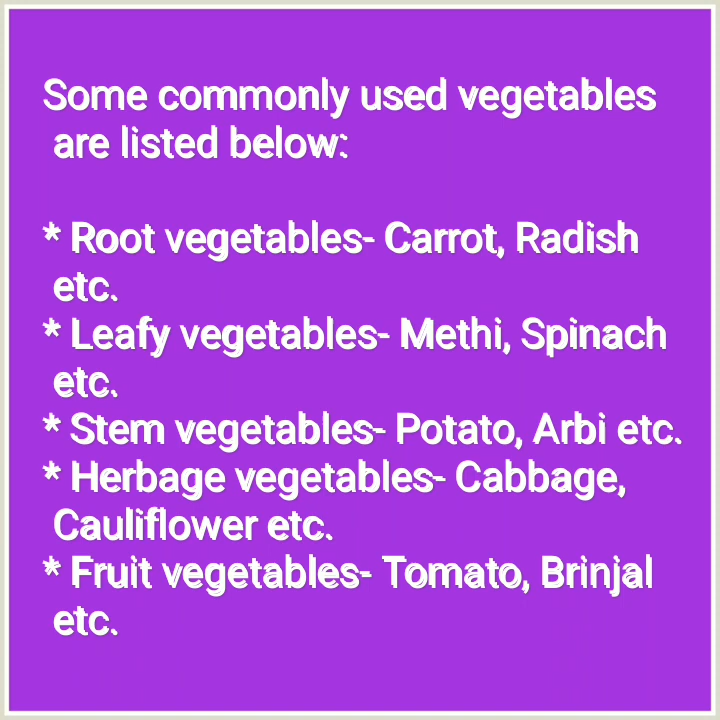 Some commonly used vegetables
are listed below:
* Root vegetables- Carrot, Radish
etc.
* Leafy vegetables- Methi, Spinach
etc.
* Stem vegetables- Potato, Arbi etc.
* Herbage vegetables- Cabbage,
Cauliflower etc.
* Fruit vegetables- Tomato, Brinjal
etc.